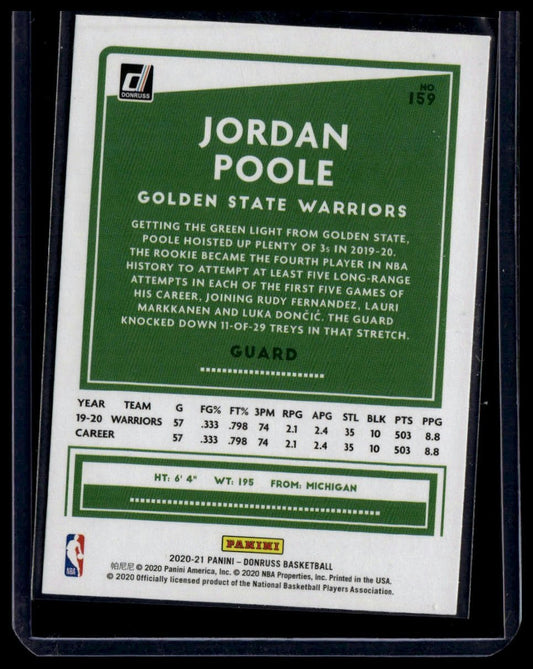 DONRUSS
NO.
159
JORDAN
POOLE
GOLDEN STATE WARRIORS
GETTING THE GREEN LIGHT FROM GOLDEN STATE,
POOLE HOISTED UP PLENTY OF 3s IN 2019-20.
THE ROOKIE BECAME THE FOURTH PLAYER IN NBA
HISTORY TO ATTEMPT AT LEAST FIVE LONG-RANGE
ATTEMPTS IN EACH OF THE FIRST FIVE GAMES OF
HIS CAREER, JOINING RUDY FERNANDEZ, LAURI
MARKKANEN AND LUKA DONČIĆ. THE GUARD
KNOCKED DOWN 11-OF-29 TREYS IN THAT STRETCH.
GUARD
YEAR TEAM G FG% FT% 3PM RPG APG STL BLK PTS PPG
19-20 WARRIORS 57 .333 .798 74 2.1 2.4 35 10 503 8.8
CAREER 57 .333 .798 74 2.1 2.4 35 10 503 8.8
HT: 6' 4" WT: 195 FROM: MICHIGAN
PANINI
2020-21 PANINI – DONRUSS BASKETBALL
帕尼尼 © 2020 Panini America, Inc. © 2020 NBA Properties, Inc. Printed in the USA.
© 2020 Officially licensed product of the National Basketball Players Association.
NBA